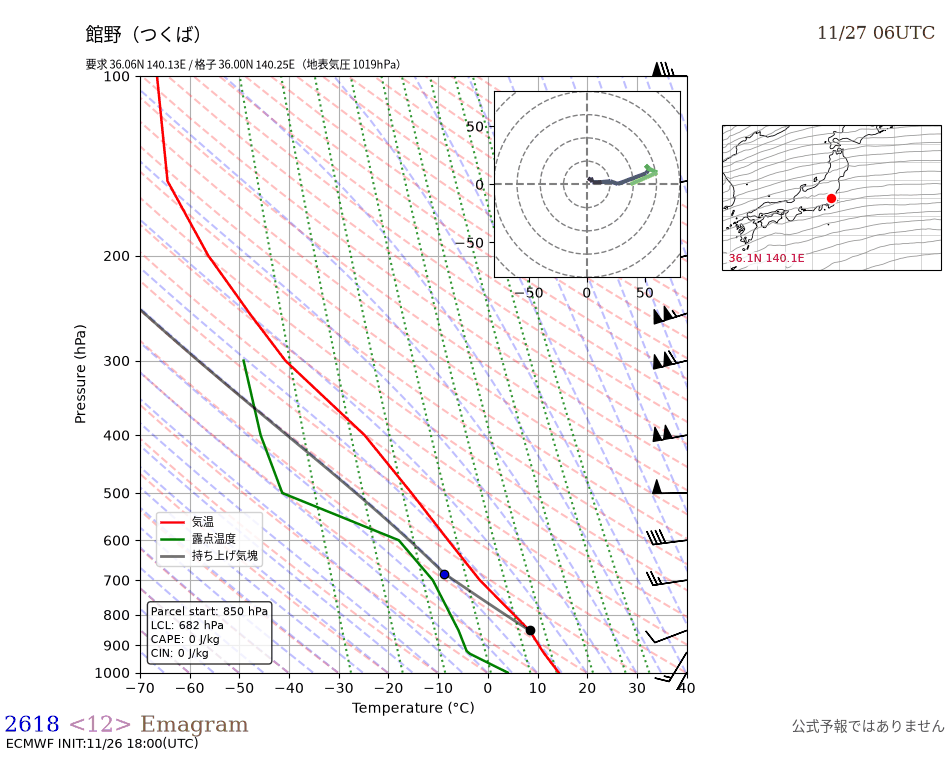 館野（つくば）
11/27 06UTC
要求 36.06N 140.13E / 格子 36.00N 140.25E（地表気圧 1019hPa）
100
200
300
400
500
600
700
800
900
1000
Pressure (hPa)
50
0
−50
−50 0 50
36.1N 140.1E
気温
露点温度
持ち上げ気塊
Parcel start: 850 hPa
LCL: 682 hPa
CAPE: 0 J/kg
CIN: 0 J/kg
−70 −60 −50 −40 −30 −20 −10 0 10 20 30 40
Temperature (°C)
2618 <12> Emagram
公式予報ではありません
ECMWF INIT:11/26 18:00(UTC)